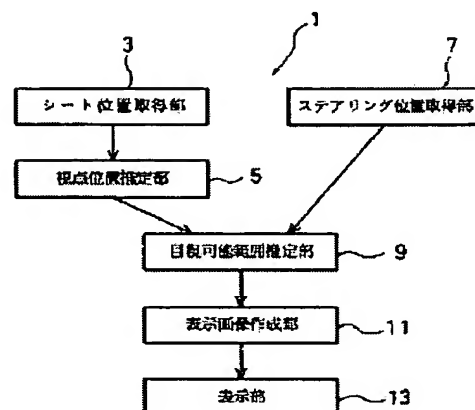 1
3
7
シート位置取得部
ステアリング位置取得部
視点位置推定部
5
目視可能範囲推定部
9
表示画像作成部
11
表示部
13